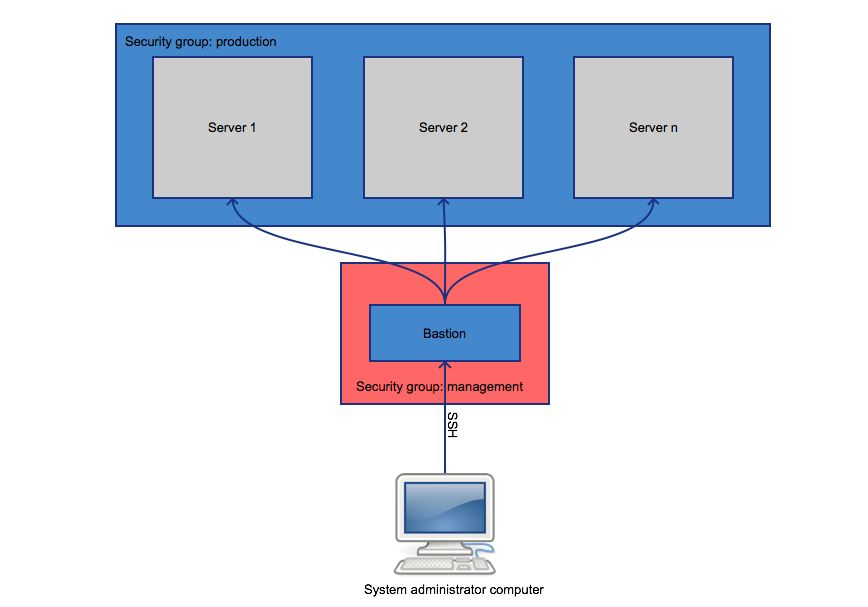 Security group: production
Server 1
Server 2
Server n
Bastion
Security group: management
SSH
System administrator computer